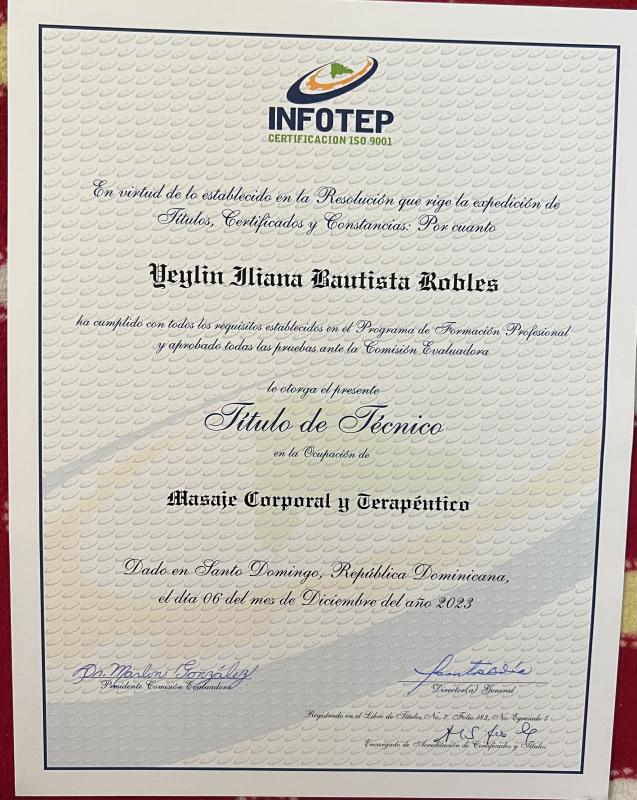 INFOTEP
CERTIFICACION ISO 9001
En virtud de lo establecido en la Resolución que rige la expedición de
Títulos, Certificados y Constancias: Por cuanto
Yeylin Iliana Bautista Robles
ha cumplido con todos los requisitos establecidos en el Programa de Formación Profesional
y aprobado todas las pruebas ante la Comisión Evaluadora
le otorga el presente
Título de Técnico
en la Ocupación de
Masaje Corporal y Terapéutico
Dado en Santo Domingo, República Dominicana,
el día 06 del mes de Diciembre del año 2023
Dr. Marlon González
Presidente Comisión Evaluadora
Director(a) General
Registrado en el Libro de Títulos No. 7, Folio 183, No. Egresado 5
Encargado de Acreditación de Certificados y Títulos